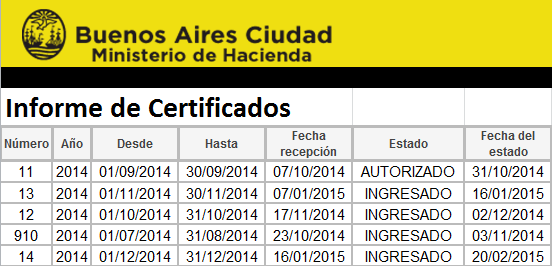 Buenos Aires Ciudad
Ministerio de Hacienda
Informe de Certificados
Número Año Desde Hasta Fecha recepción Estado Fecha del estado
11 2014 01/09/2014 30/09/2014 07/10/2014 AUTORIZADO 31/10/2014
13 2014 01/11/2014 30/11/2014 07/01/2015 INGRESADO 16/01/2015
12 2014 01/10/2014 31/10/2014 17/11/2014 INGRESADO 02/12/2014
910 2014 01/07/2014 31/08/2014 23/10/2014 INGRESADO 03/11/2014
14 2014 01/12/2014 31/12/2014 16/01/2015 INGRESADO 20/02/2015